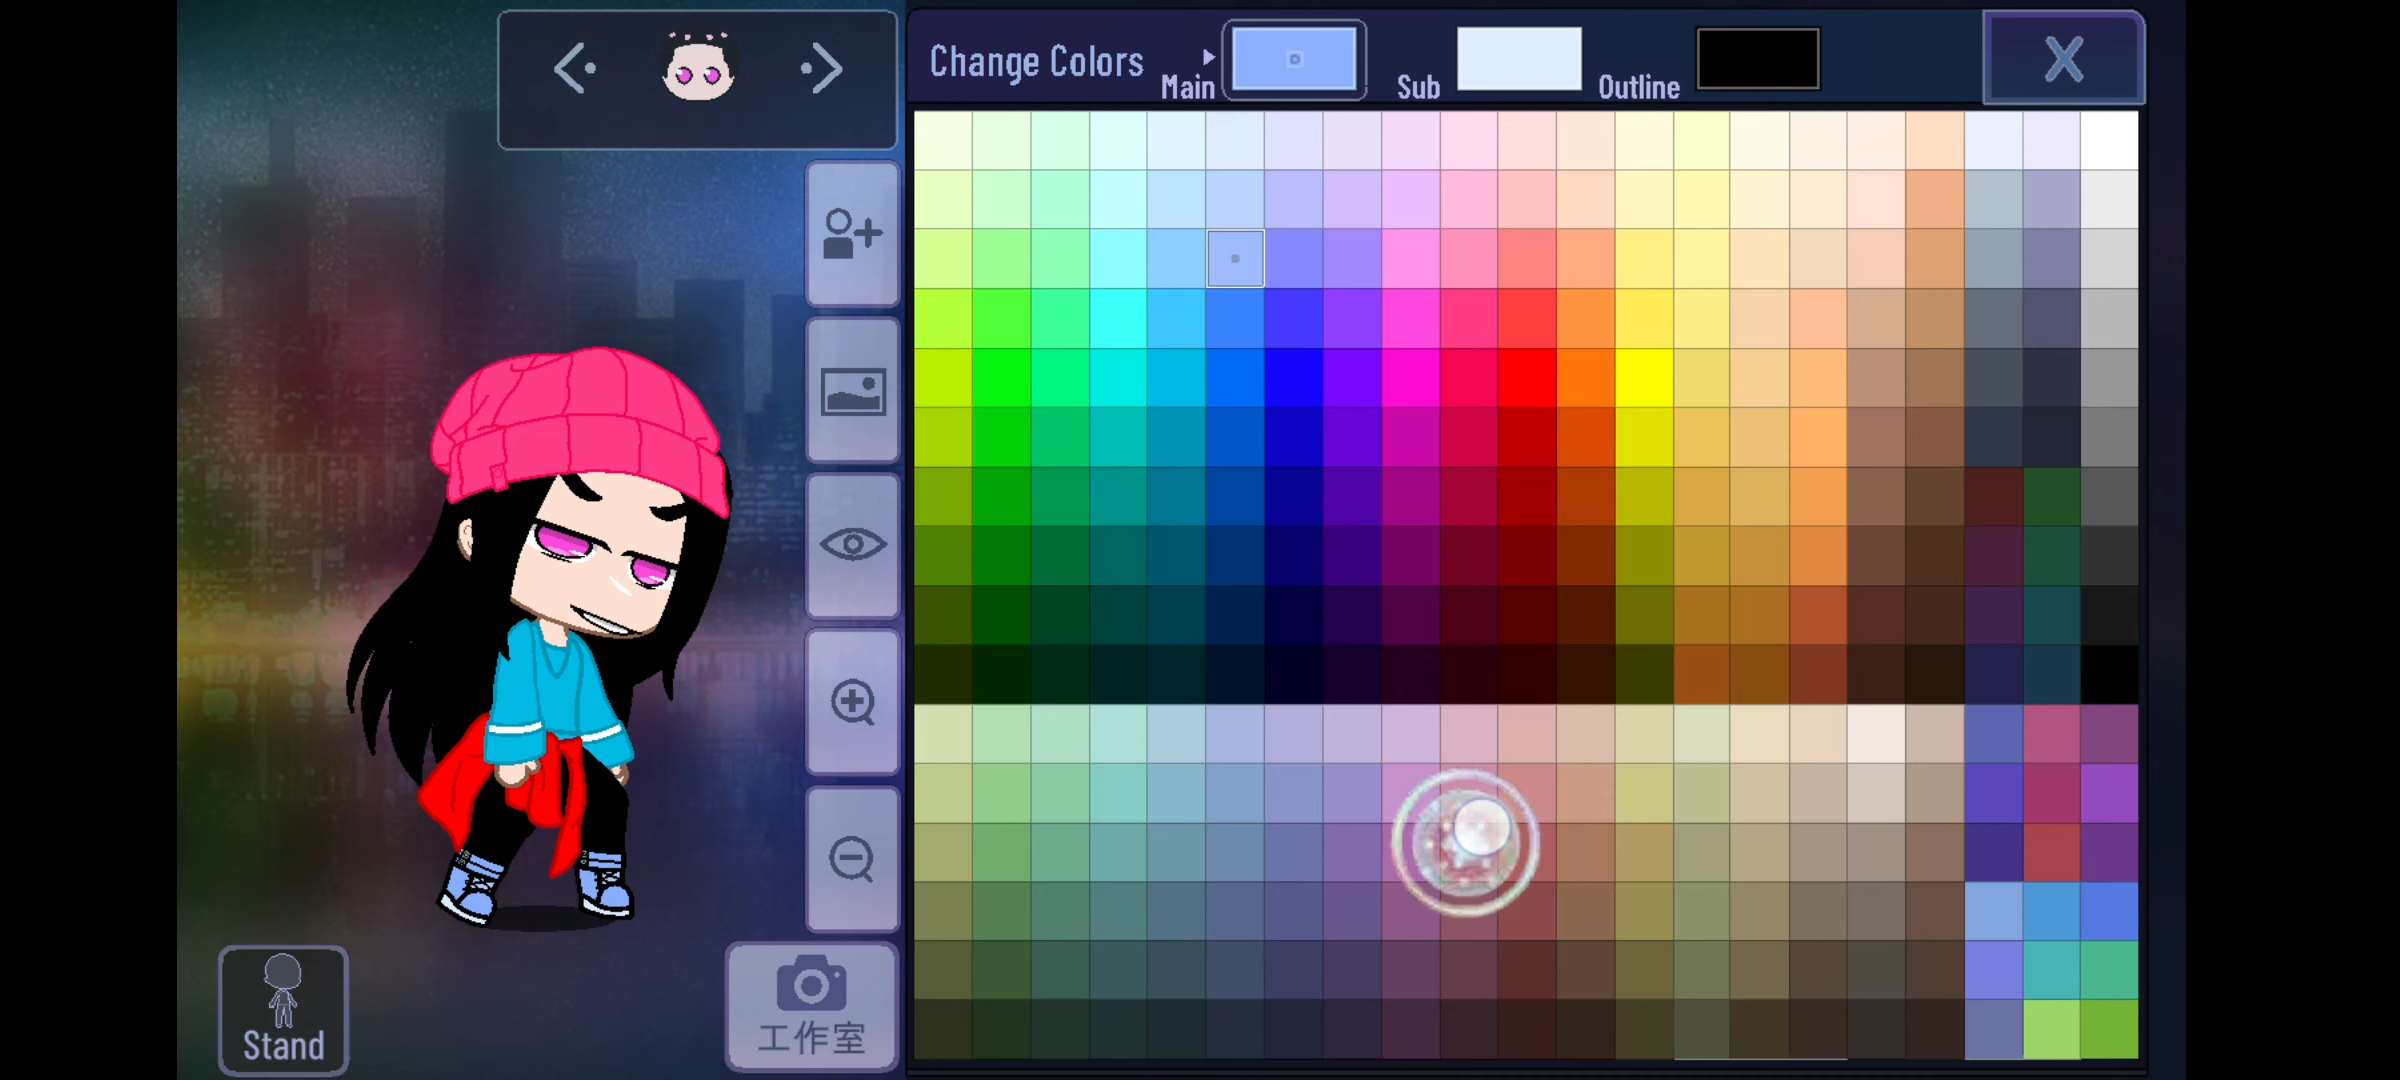 Change Colors
Main
Sub
Outline
X
Stand
工作室